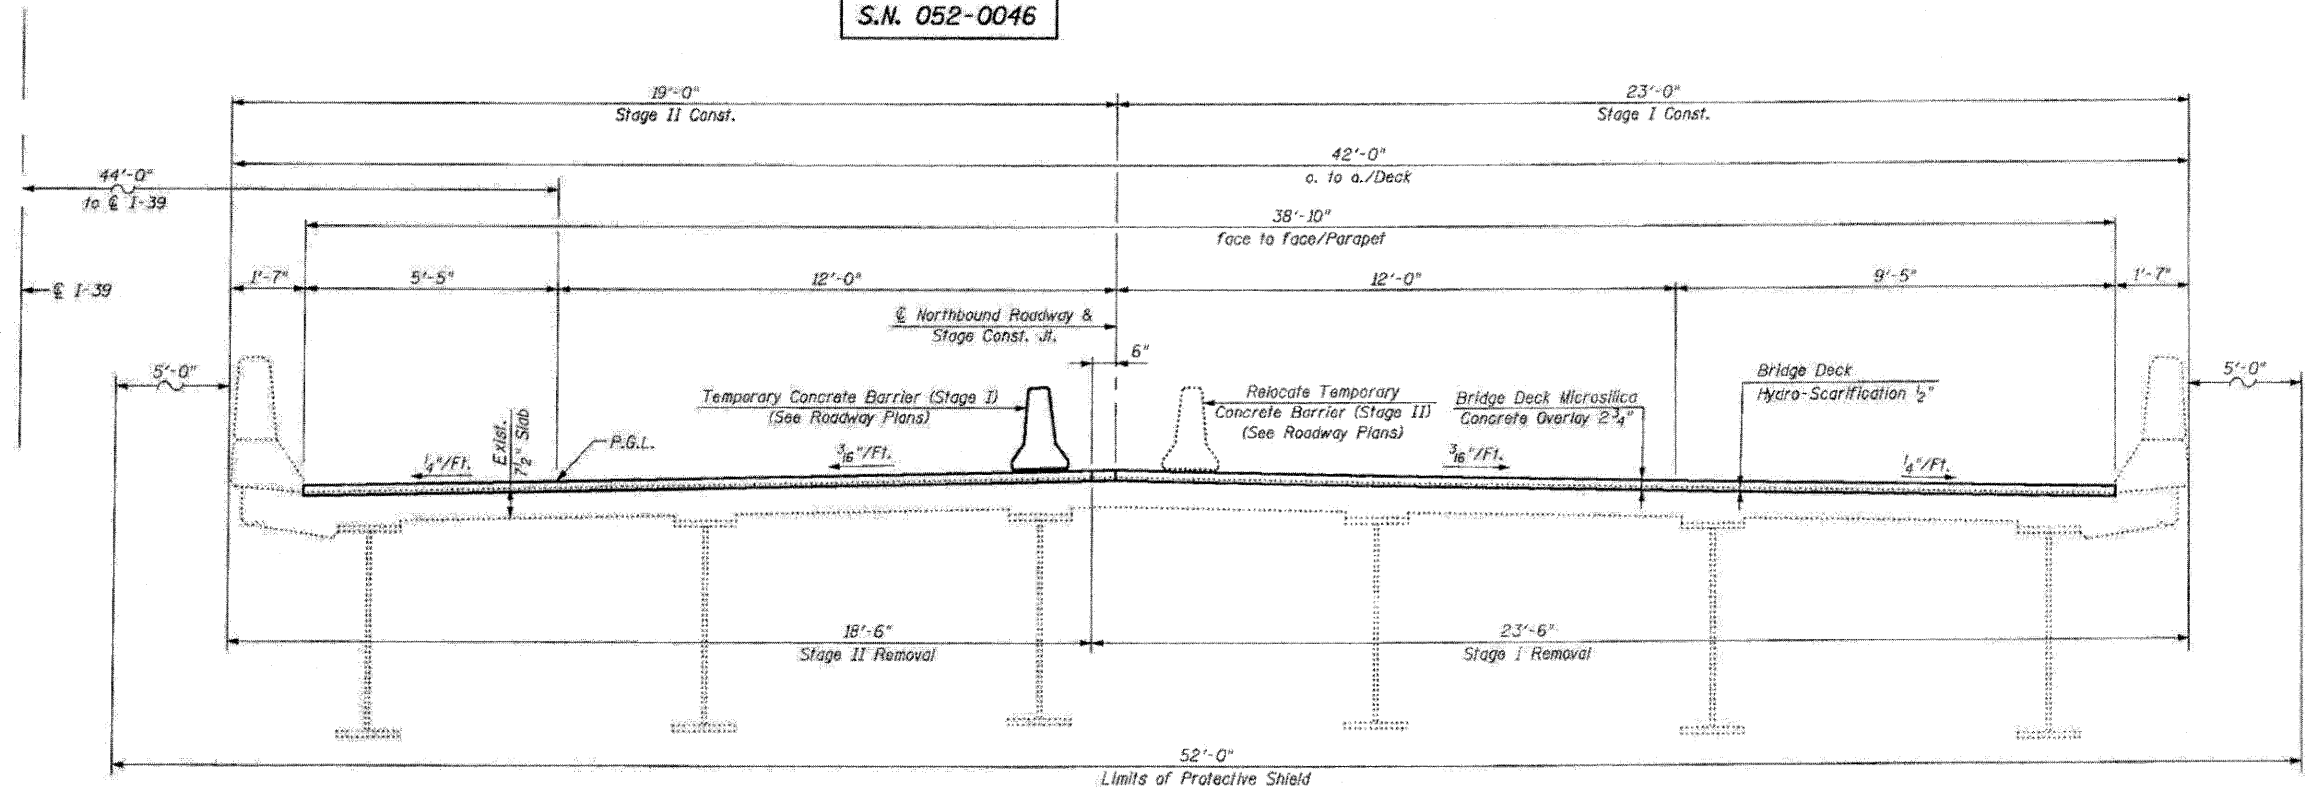 S.N. 052-0046
19'-0"
Stage II Const.
23'-0"
Stage I Const.
42'-0"
o. to o./Deck
44'-0"
to ℄ I-39
38'-10"
face to face/Parapet
℄ I-39
1'-7"
5'-5"
12'-0"
12'-0"
9'-5"
1'-7"
℄ Northbound Roadway &
Stage Const. Jt.
6"
5'-0"
5'-0"
Temporary Concrete Barrier (Stage I)
(See Roadway Plans)
Relocate Temporary
Concrete Barrier (Stage II)
(See Roadway Plans)
Bridge Deck Microsilica
Concrete Overlay 2 3/4"
Bridge Deck
Hydro-Scarification 1/2"
Exist.
7 1/2" Slab
P.G.L.
1/4"/Ft.
3/16"/Ft.
3/16"/Ft.
1/4"/Ft.
18'-6"
Stage II Removal
23'-6"
Stage I Removal
52'-0"
Limits of Protective Shield